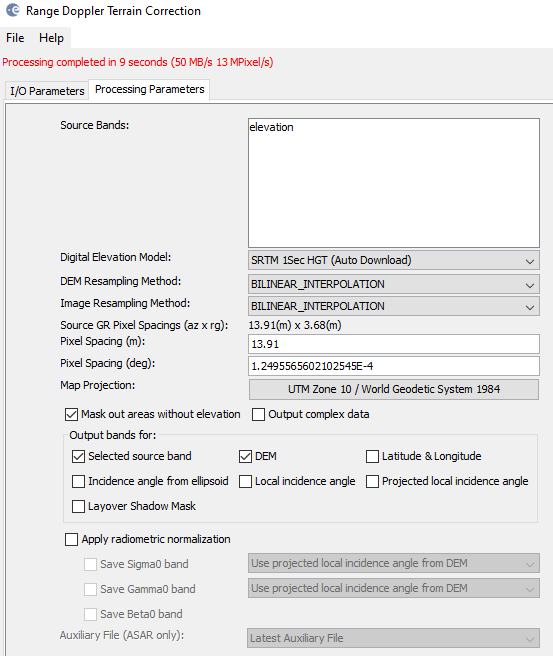 Range Doppler Terrain Correction
File Help
Processing completed in 9 seconds (50 MB/s 13 MPixel/s)
I/O Parameters Processing Parameters
Source Bands: elevation
Digital Elevation Model: SRTM 1Sec HGT (Auto Download)
DEM Resampling Method: BILINEAR_INTERPOLATION
Image Resampling Method: BILINEAR_INTERPOLATION
Source GR Pixel Spacings (az x rg): 13.91(m) x 3.68(m)
Pixel Spacing (m): 13.91
Pixel Spacing (deg): 1.2495565602102545E-4
Map Projection: UTM Zone 10 / World Geodetic System 1984
Mask out areas without elevation Output complex data
Output bands for:
Selected source band DEM Latitude & Longitude
Incidence angle from ellipsoid Local incidence angle Projected local incidence angle
Layover Shadow Mask
Apply radiometric normalization
Save Sigma0 band Use projected local incidence angle from DEM
Save Gamma0 band Use projected local incidence angle from DEM
Save Beta0 band
Auxiliary File (ASAR only): Latest Auxiliary File